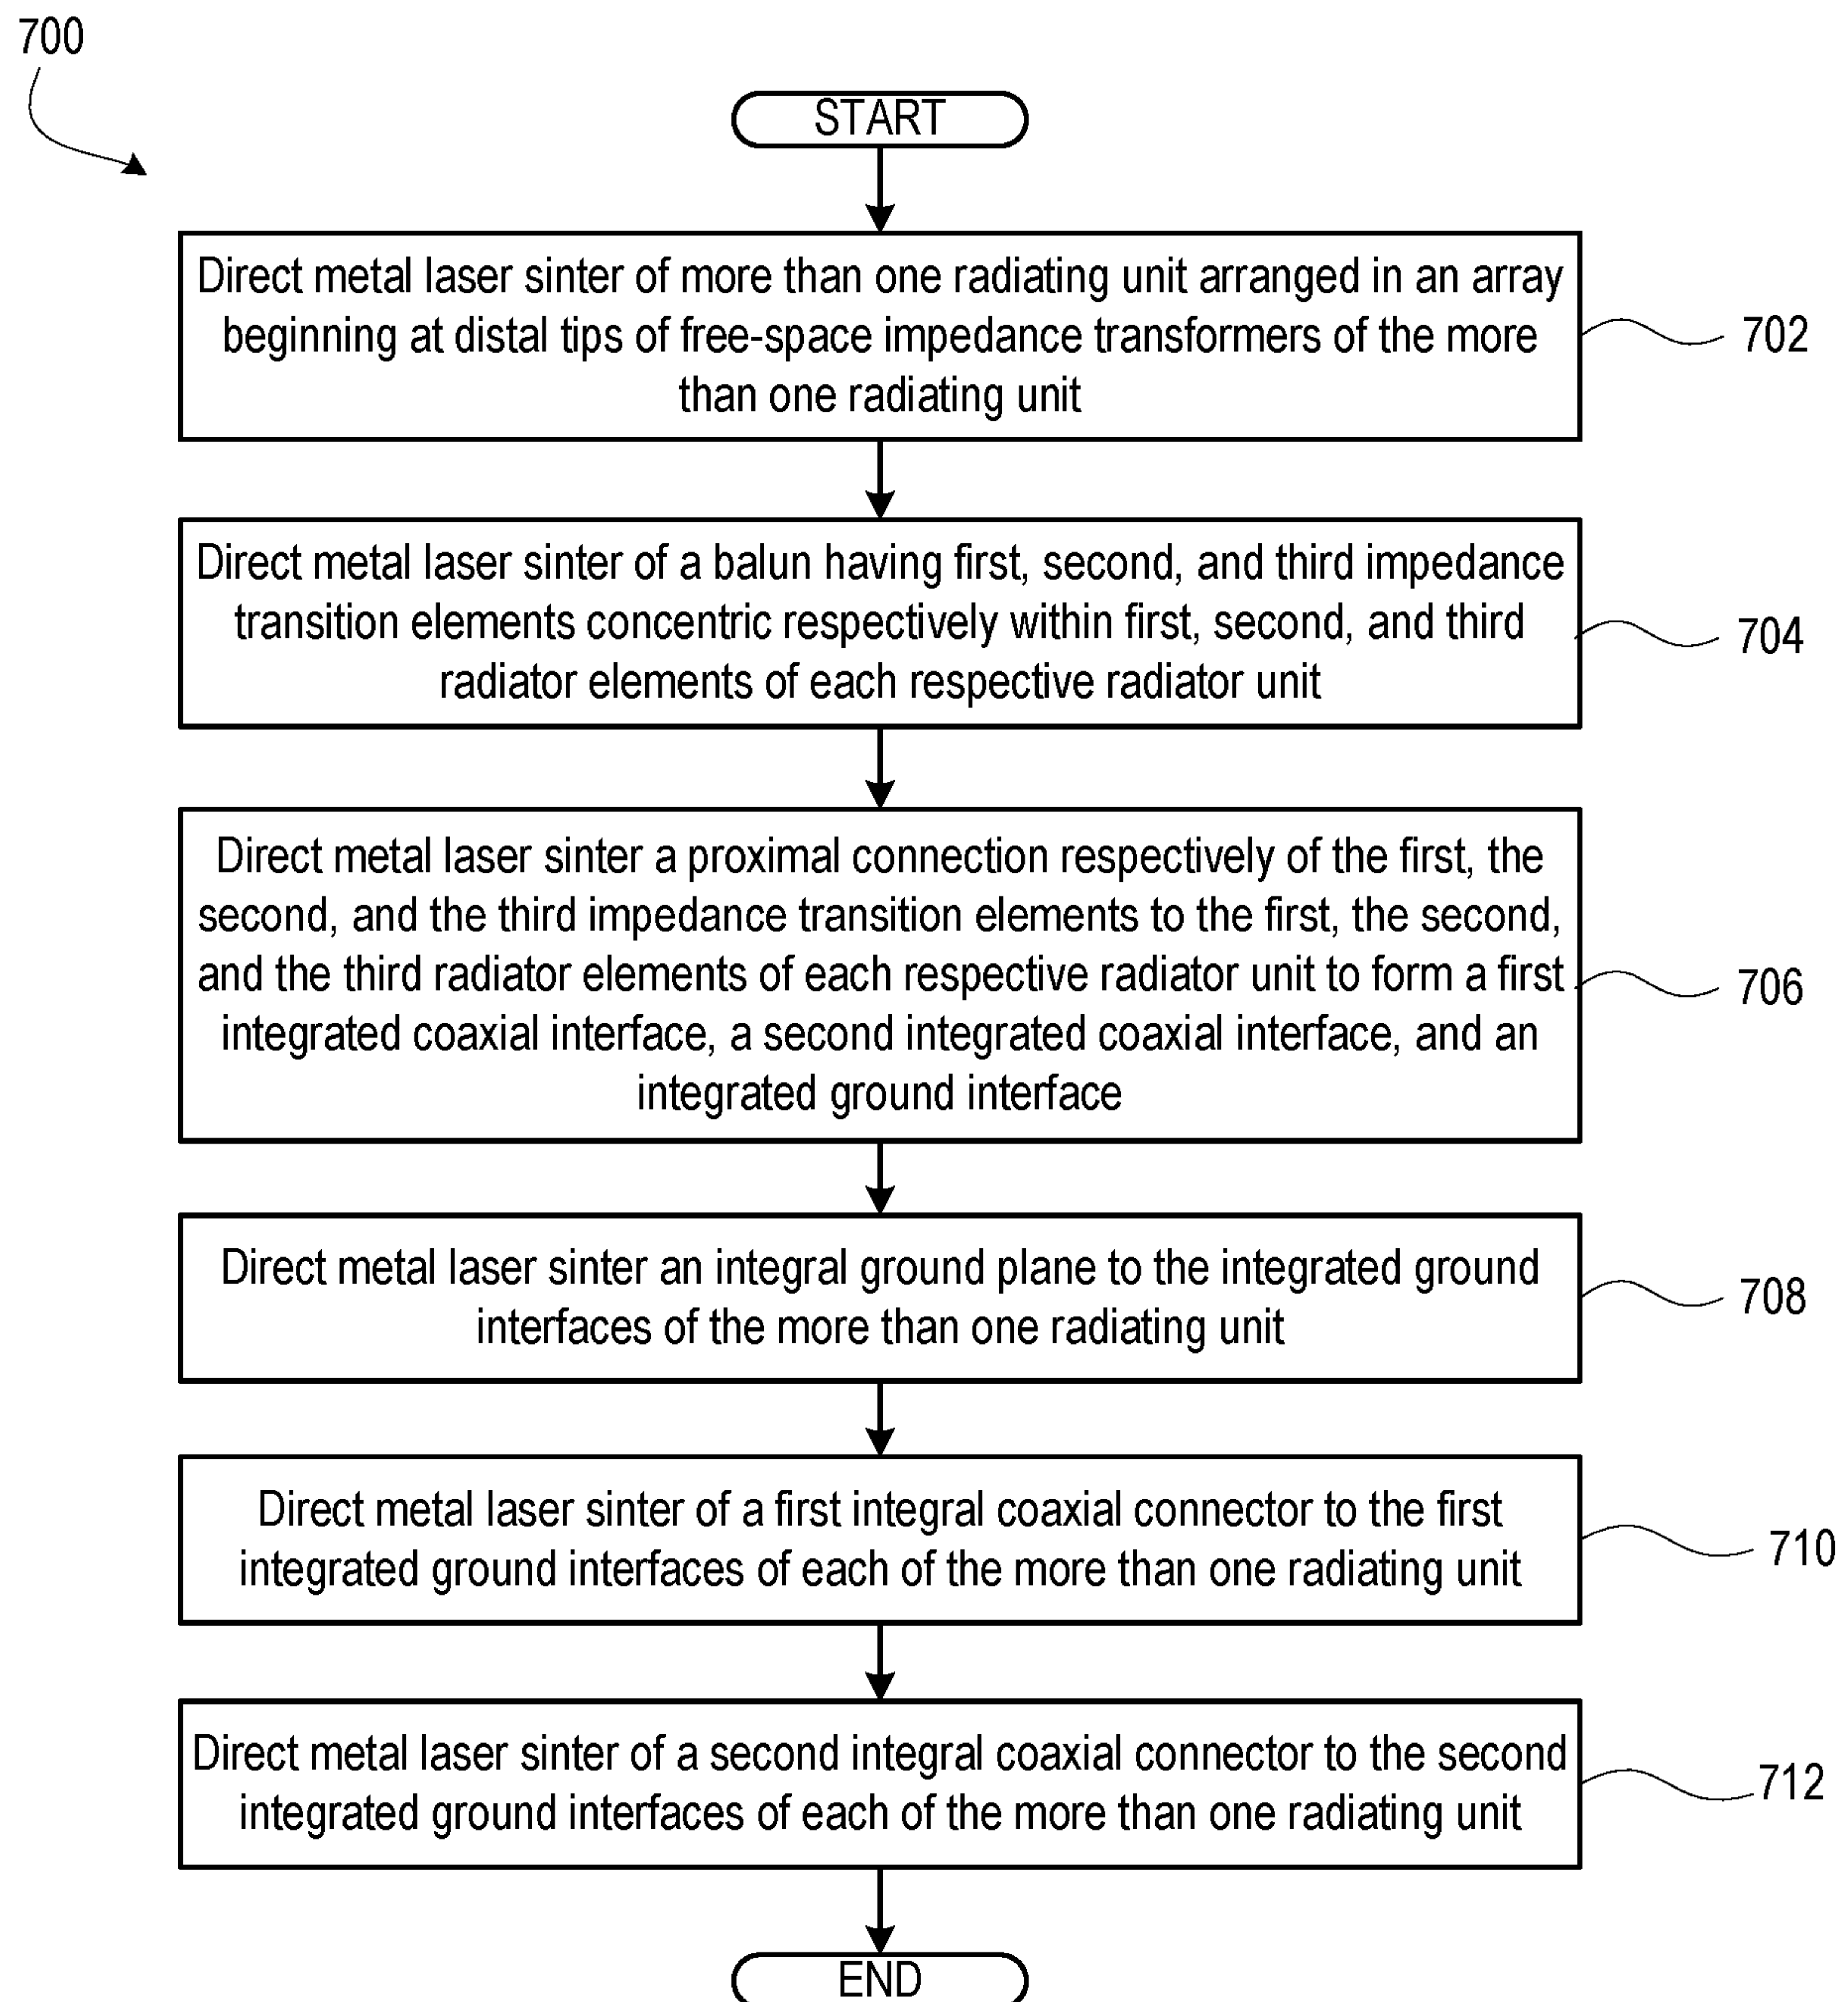 700
START
Direct metal laser sinter of more than one radiating unit arranged in an array
beginning at distal tips of free-space impedance transformers of the more
than one radiating unit
702
Direct metal laser sinter of a balun having first, second, and third impedance
transition elements concentric respectively within first, second, and third
radiator elements of each respective radiator unit
704
Direct metal laser sinter a proximal connection respectively of the first, the
second, and the third impedance transition elements to the first, the second,
and the third radiator elements of each respective radiator unit to form a first
integrated coaxial interface, a second integrated coaxial interface, and an
integrated ground interface
706
Direct metal laser sinter an integral ground plane to the integrated ground
interfaces of the more than one radiating unit
708
Direct metal laser sinter of a first integral coaxial connector to the first
integrated ground interfaces of each of the more than one radiating unit
710
Direct metal laser sinter of a second integral coaxial connector to the second
integrated ground interfaces of each of the more than one radiating unit
712
END